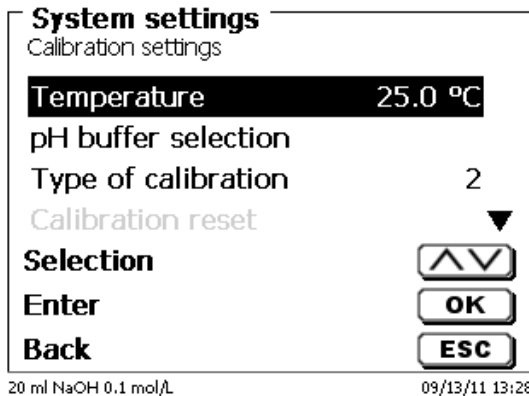 System settings
Calibration settings
Temperature 25.0 ºC
pH buffer selection
Type of calibration 2
Calibration reset
Selection
Enter OK
Back ESC
20 ml NaOH 0.1 mol/L 09/13/11 13:28